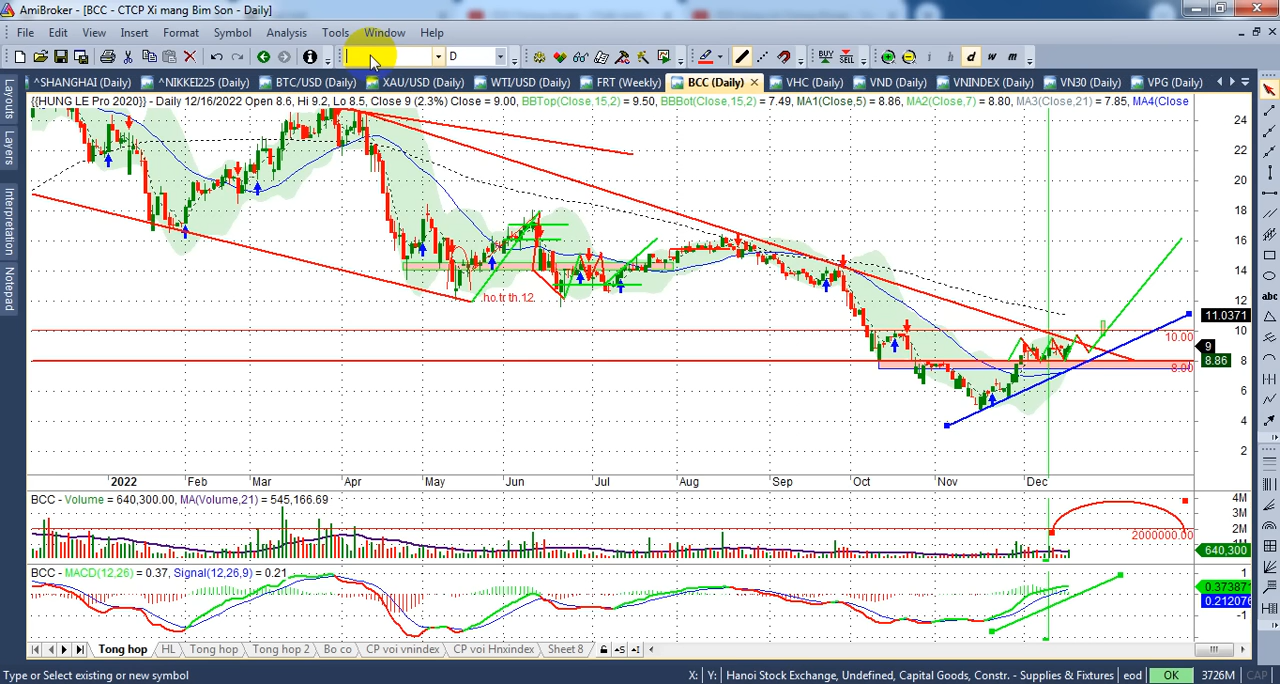 AmiBroker - [BCC - CTCP Xi mang Bim Son - Daily]
File Edit View Insert Format Symbol Analysis Tools Window Help
D
BUY SELL
i h d w m
^SHANGHAI (Daily) ^NIKKEI225 (Daily) BTC/USD (Daily) XAU/USD (Daily) WTI/USD (Daily) FRT (Weekly) BCC (Daily) VHC (Daily) VND (Daily) VNINDEX (Daily) VN30 (Daily) VPG (Daily)
Layouts
Layers
Interpretation
Notepad
{{HUNG LE Pro 2020}} - Daily 12/16/2022 Open 8.6, Hi 9.2, Lo 8.5, Close 9 (2.3%) Close = 9.00, BBTop(Close,15,2) = 9.50, BBBot(Close,15,2) = 7.49, MA1(Close,5) = 8.86, MA2(Close,7) = 8.80, MA3(Close,21) = 7.85, MA4(Close
24
22
20
18
16
14
12
11.0371
10
10.00
9
8.86
8
8.00
6
4
2
ho.tr th.12
abc
2022 Feb Mar Apr May Jun Jul Aug Sep Oct Nov Dec
BCC - Volume = 640,300.00, MA(Volume,21) = 545,166.69
4M
3M
2M
2000000.00
640,300
BCC - MACD(12,26) = 0.37, Signal(12,26,9) = 0.21
1
0.37387
0.212076
-1
Tong hop HL Tong hop Tong hop 2 Bo co CP voi vnindex CP voi Hnxindex Sheet 8
Type or Select existing or new symbol X: Y: Hanoi Stock Exchange, Undefined, Capital Goods, Constr. - Supplies & Fixtures eod OK 3726M CAP